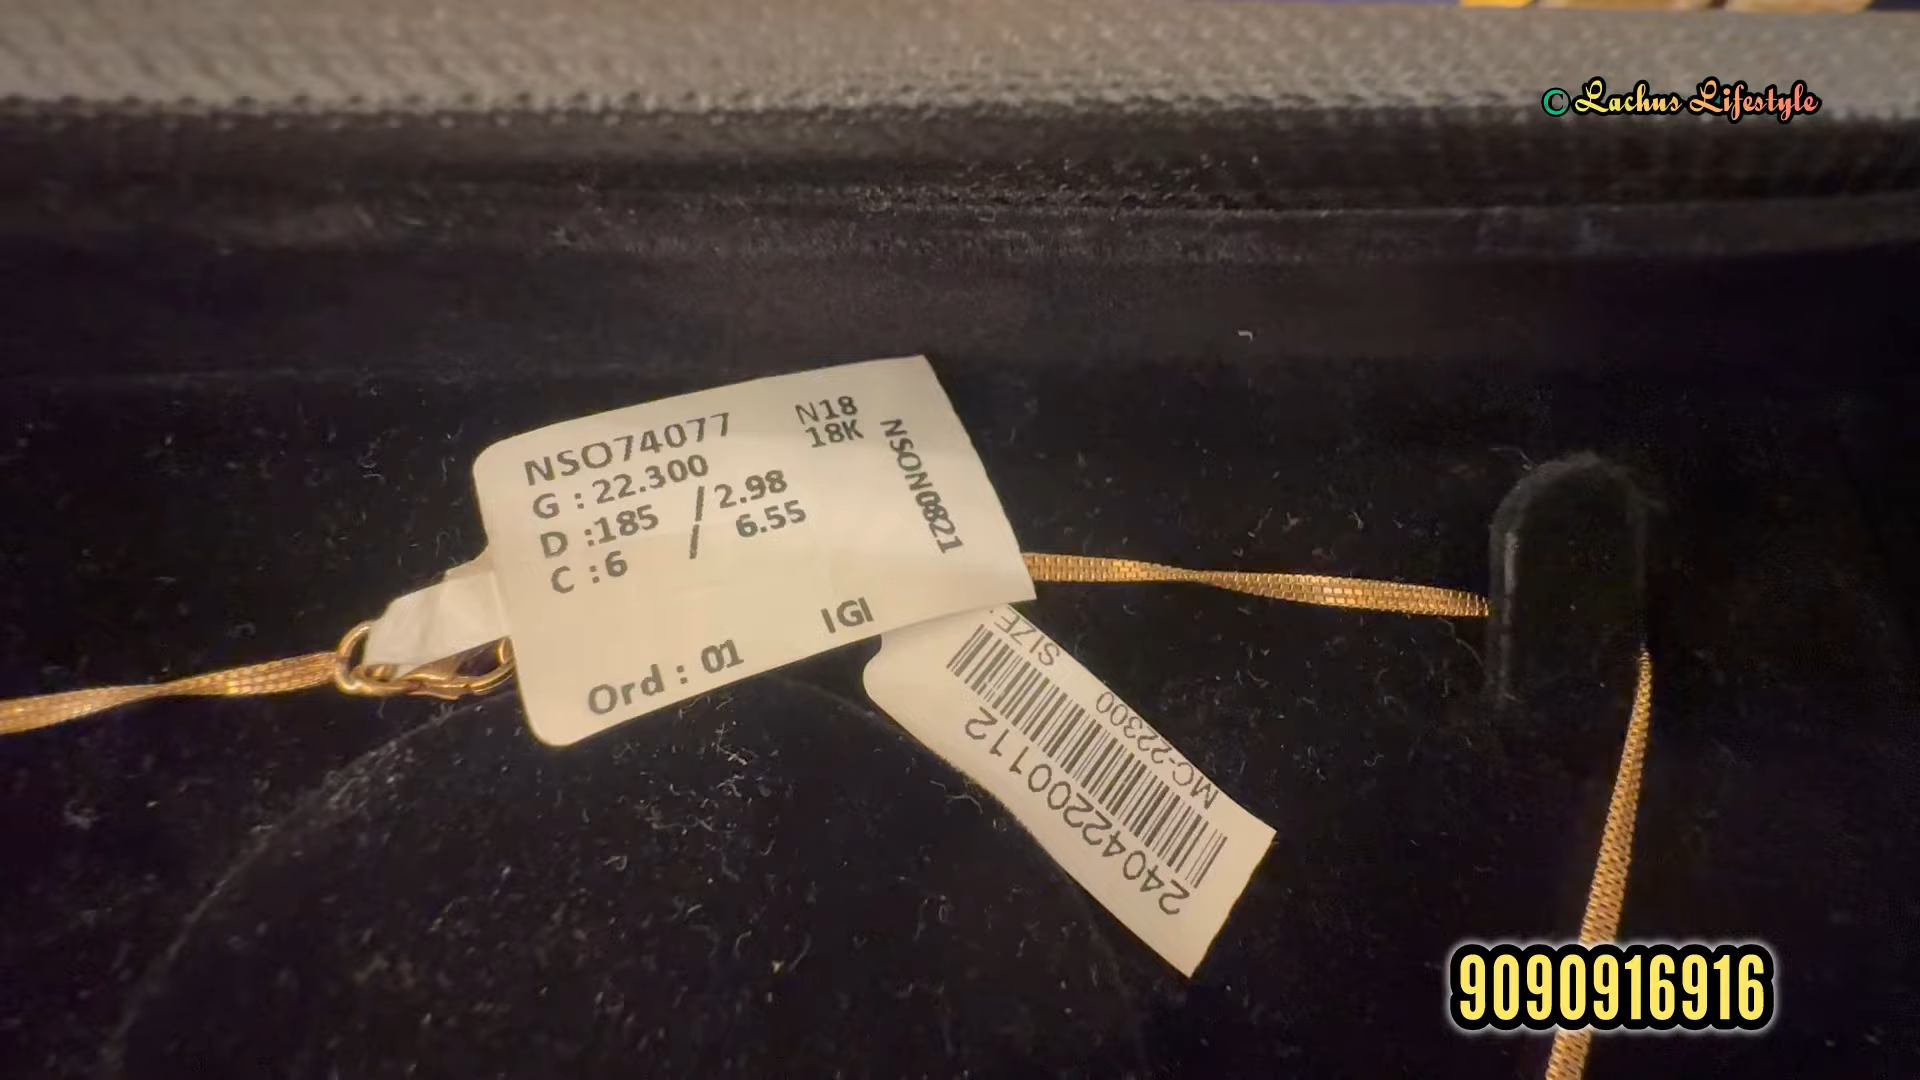 © Lachus Lifestyle
NSO74077
N18
18K
G : 22.300
D :185 / 2.98
C :6 / 6.55
NSON0821
IGI
Ord : 01
SIZE
MC-22300
240422200112
9090916916